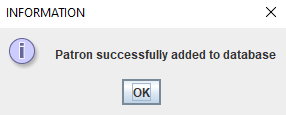 INFORMATION
Patron successfully added to database
OK